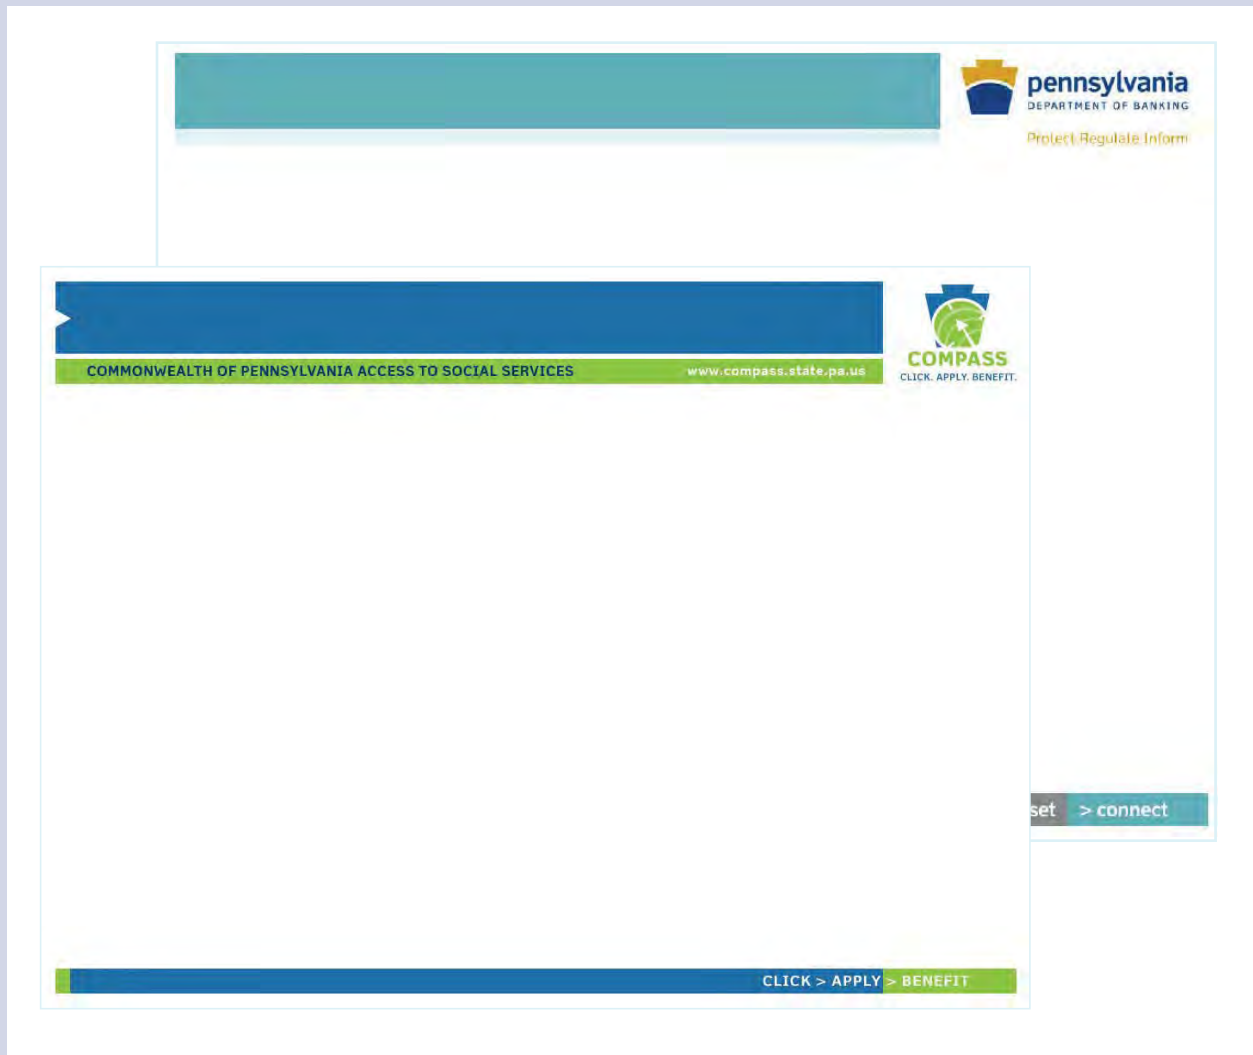 pennsylvania
DEPARTMENT OF BANKING
Protect Regulate Inform
COMMONWEALTH OF PENNSYLVANIA ACCESS TO SOCIAL SERVICES www.compass.state.pa.us
COMPASS
CLICK. APPLY. BENEFIT.
set > connect
CLICK > APPLY > BENEFIT